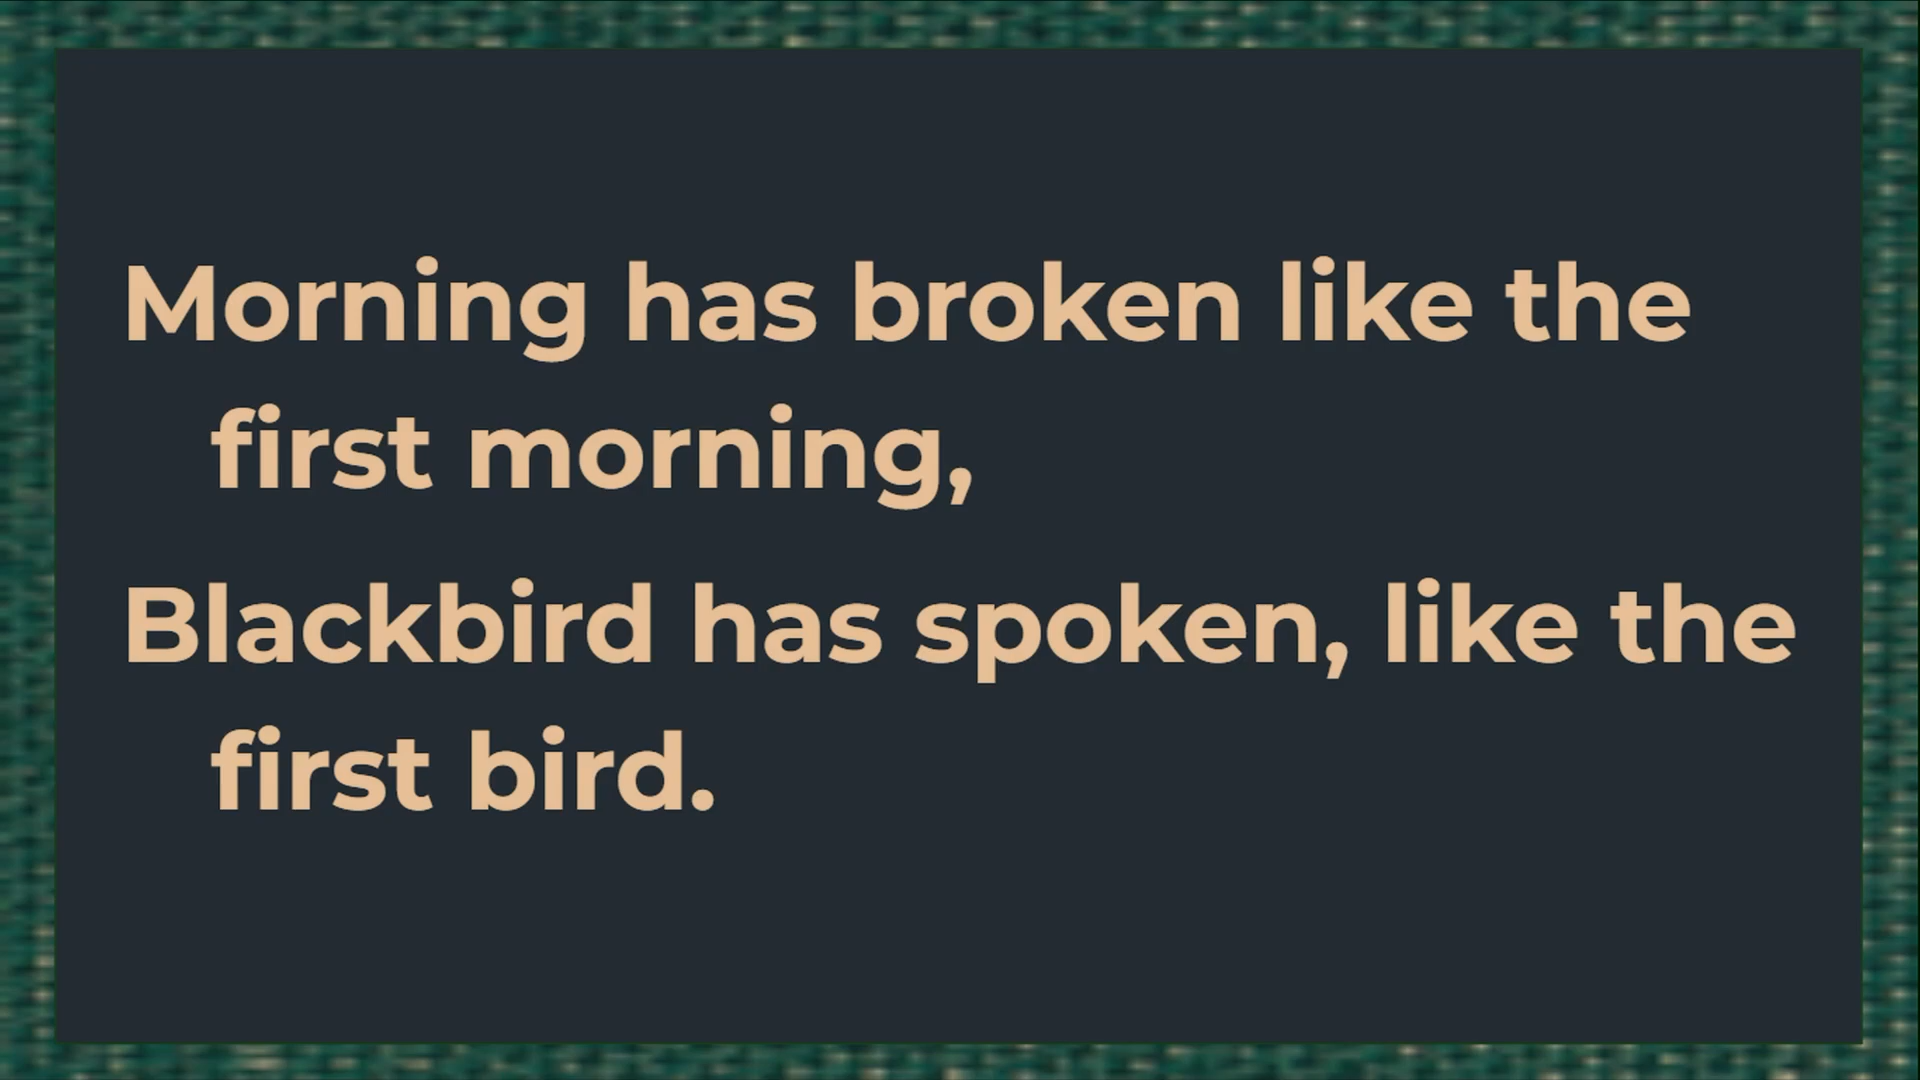 Morning has broken like the
first morning,
Blackbird has spoken, like the
first bird.